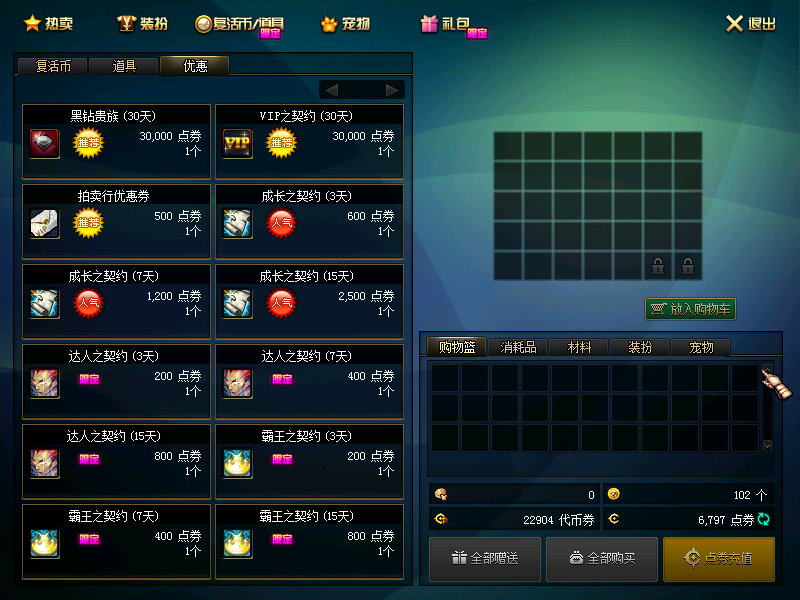 热卖 装扮 复活币/道具 限定 宠物 礼包 限定 退出
复活币 道具 优惠
黑钻贵族 (30天)
推荐
30,000 点券
1个
VIP之契约 (30天)
VIP
推荐
30,000 点券
1个
拍卖行优惠券
推荐
500 点券
1个
成长之契约 (3天)
人气
600 点券
1个
成长之契约 (7天)
人气
1,200 点券
1个
成长之契约 (15天)
人气
2,500 点券
1个
达人之契约 (3天)
限定
200 点券
1个
达人之契约 (7天)
限定
400 点券
1个
达人之契约 (15天)
限定
800 点券
1个
霸王之契约 (3天)
限定
200 点券
1个
霸王之契约 (7天)
限定
400 点券
1个
霸王之契约 (15天)
限定
800 点券
1个
放入购物车
购物篮 消耗品 材料 装扮 宠物
0
102 个
22904 代币券
6,797 点券
全部赠送 全部购买 点券充值